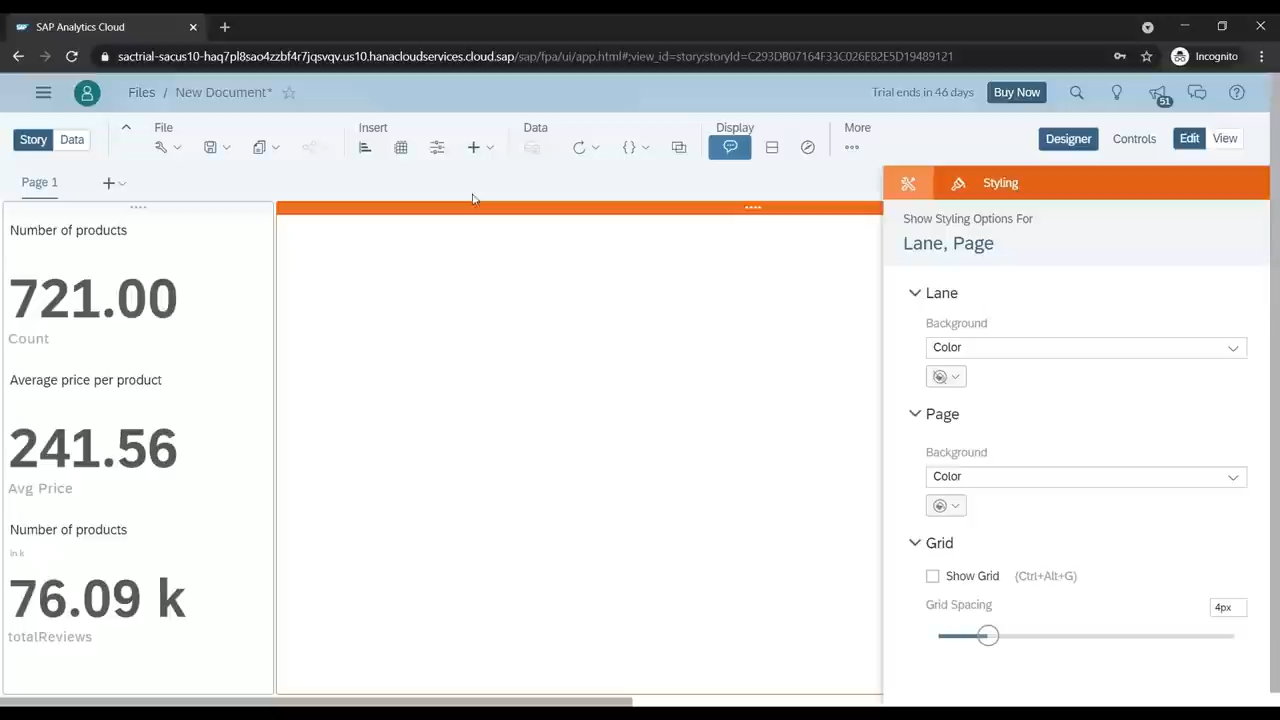 SAP Analytics Cloud
sactrial-sacus10-haq7pl8sao4zzbf4r7jqsvqv.us10.hanacloudservices.cloud.sap/sap/fpa/ui/app.html#;view_id=story;storyId=C293DB07164F33C026E82E5D19489121
Incognito
Files / New Document*
Trial ends in 46 days
Buy Now
51
Story Data
File
Insert
Data
Display
More
Designer
Controls
Edit View
Page 1
Styling
Number of products
721.00
Count
Average price per product
241.56
Avg Price
Number of products
In k
76.09 k
totalReviews
Show Styling Options For
Lane, Page
Lane
Background
Color
Page
Background
Color
Grid
Show Grid (Ctrl+Alt+G)
Grid Spacing
4px